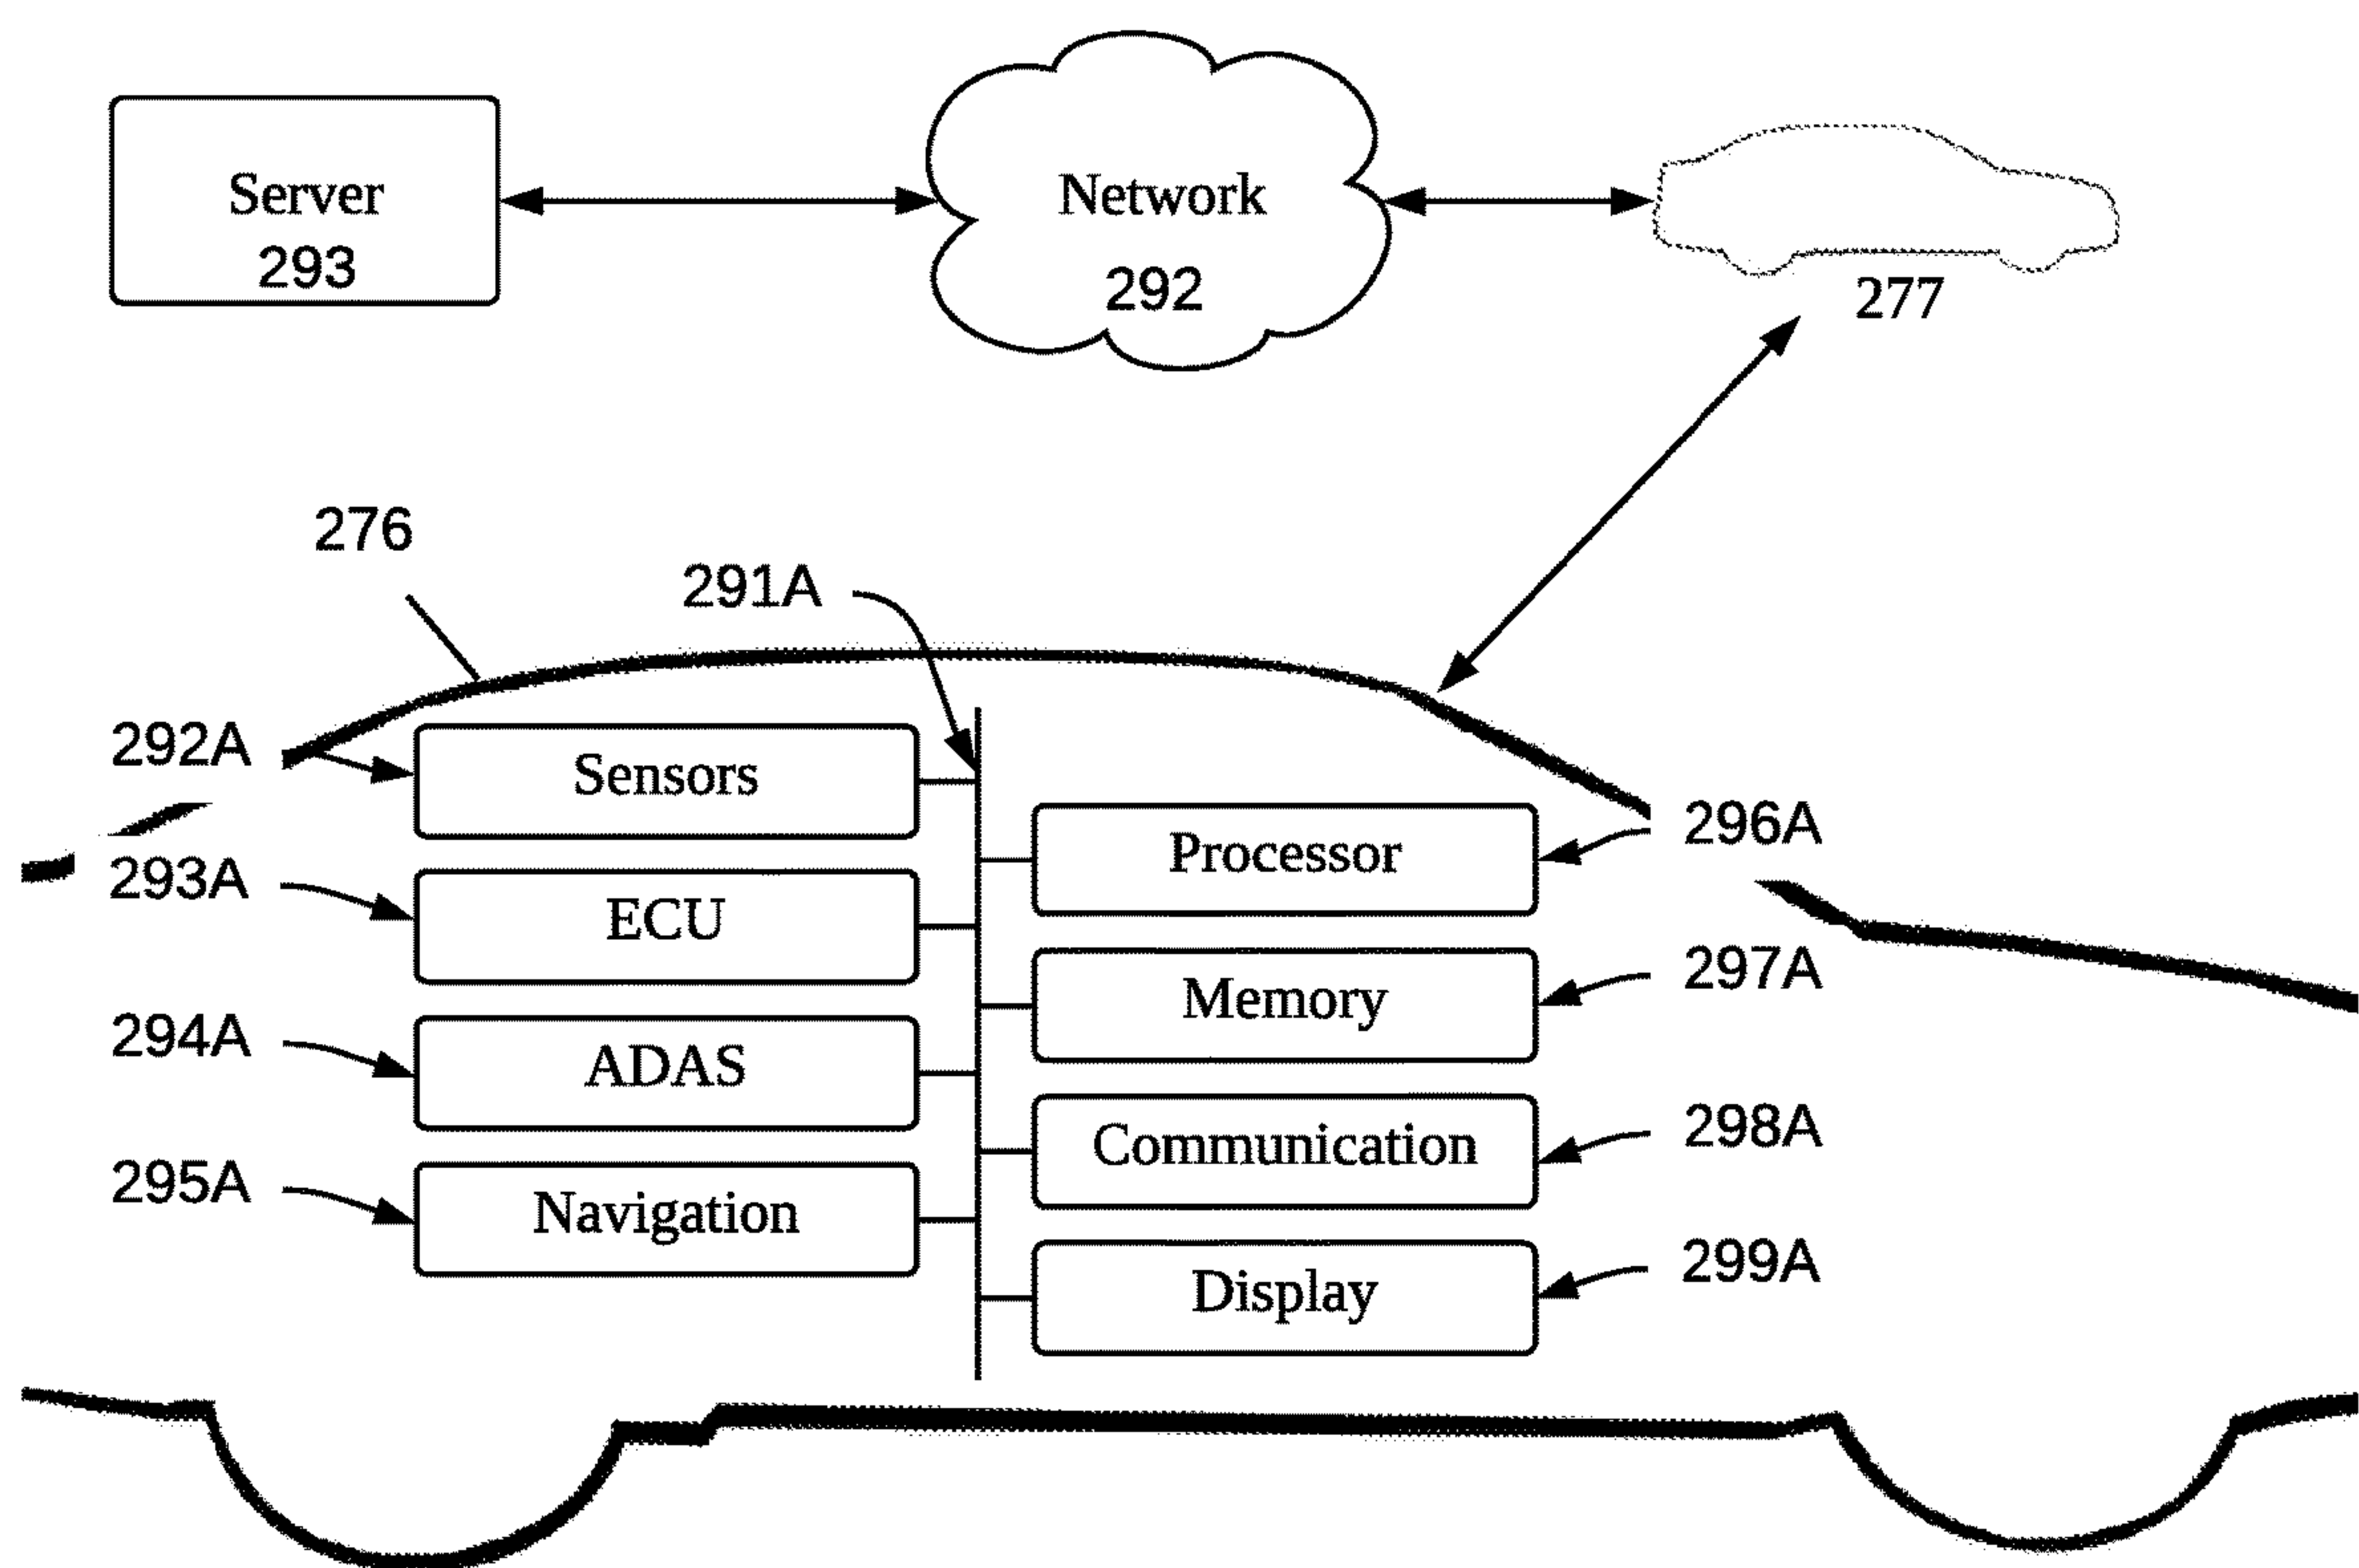 Server
293
Network
292
277
276
291A
292A
Sensors
296A
Processor
293A
ECU
297A
Memory
294A
ADAS
298A
Communication
295A
Navigation
299A
Display